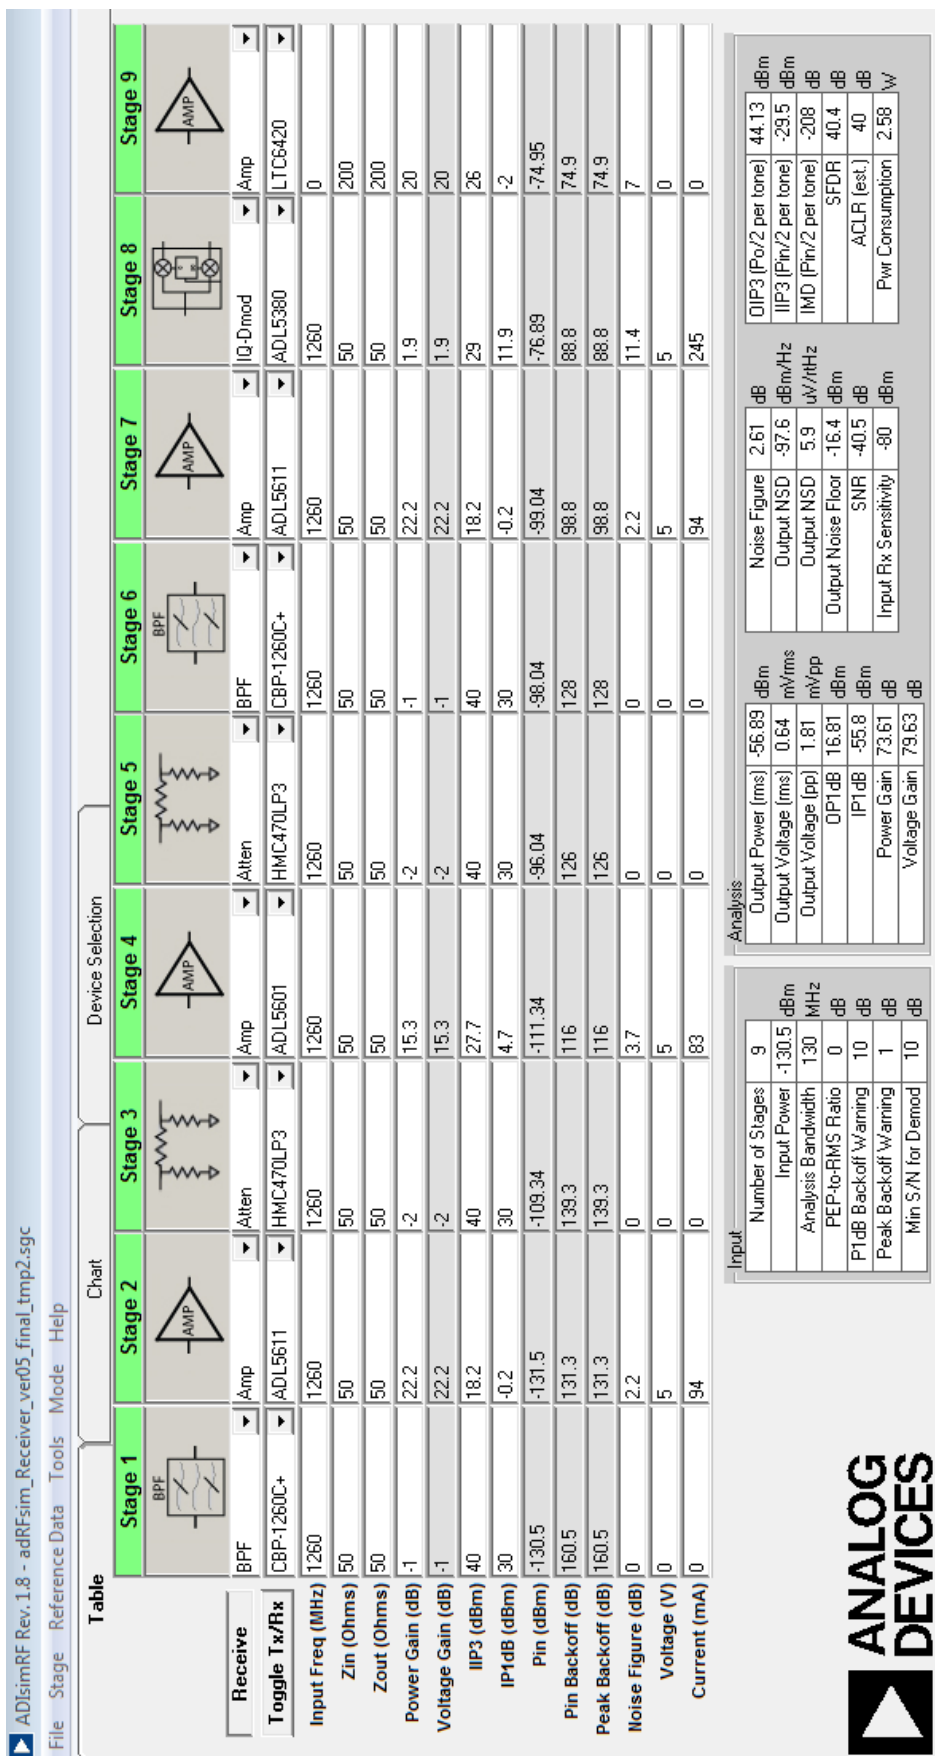 ADIsimRF Rev. 1.8 - adRFsim_Receiver_ver05_final_tmp2.sgc
File Stage Reference Data Tools Mode Help
Table Chart Device Selection
Stage 1 Stage 2 Stage 3 Stage 4 Stage 5 Stage 6 Stage 7 Stage 8 Stage 9
BPF AMP AMP BPF AMP AMP
Receive BPF Amp Atten Amp Atten BPF Amp IQ-Dmod Amp
Toggle Tx/Rx CBP-1260C+ ADL5611 HMC470LP3 ADL5601 HMC470LP3 CBP-1260C+ ADL5611 ADL5380 LTC6420
Input Freq (MHz) 1260 1260 1260 1260 1260 1260 1260 1260 0
Zin (Ohms) 50 50 50 50 50 50 50 50 200
Zout (Ohms) 50 50 50 50 50 50 50 50 200
Power Gain (dB) -1 22.2 -2 15.3 -2 -1 22.2 1.9 20
Voltage Gain (dB) -1 22.2 -2 15.3 -2 -1 22.2 1.9 20
IIP3 (dBm) 40 18.2 40 27.7 40 40 18.2 29 26
IP1dB (dBm) 30 -0.2 30 4.7 30 30 -0.2 11.9 -2
Pin (dBm) -130.5 -131.5 -109.34 -111.34 -96.04 -98.04 -99.04 -76.89 -74.95
Pin Backoff (dB) 160.5 131.3 139.3 116 126 128 98.8 88.8 74.9
Peak Backoff (dB) 160.5 131.3 139.3 116 126 128 98.8 88.8 74.9
Noise Figure (dB) 0 2.2 0 3.7 0 0 2.2 11.4 7
Voltage (V) 0 5 0 5 0 0 5 5 0
Current (mA) 0 94 0 83 0 0 94 245 0
Input
Number of Stages 9
Input Power -130.5 dBm
Analysis Bandwidth 130 MHz
PEP-to-RMS Ratio 0 dB
P1dB Backoff Warning 10 dB
Peak Backoff Warning 1 dB
Min S/N for Demod 10 dB
Analysis
Output Power (rms) -56.89 dBm
Output Voltage (rms) 0.64 mVrms
Output Voltage (pp) 1.81 mVpp
OP1dB 16.81 dBm
IP1dB -55.8 dBm
Power Gain 73.61 dB
Voltage Gain 79.63 dB
Noise Figure 2.61 dB
Output NSD -97.6 dBm/Hz
Output NSD 5.9 uV/rtHz
Output Noise Floor -16.4 dBm
SNR -40.5 dB
Input Rx Sensitivity -80 dBm
OIP3 (Po/2 per tone) 44.13 dBm
IIP3 (Pin/2 per tone) -29.5 dBm
IMD (Pin/2 per tone) -208 dB
SFDR 40.4 dB
ACLR (est.) 40 dB
Pwr Consumption 2.58 W
ANALOG
DEVICES